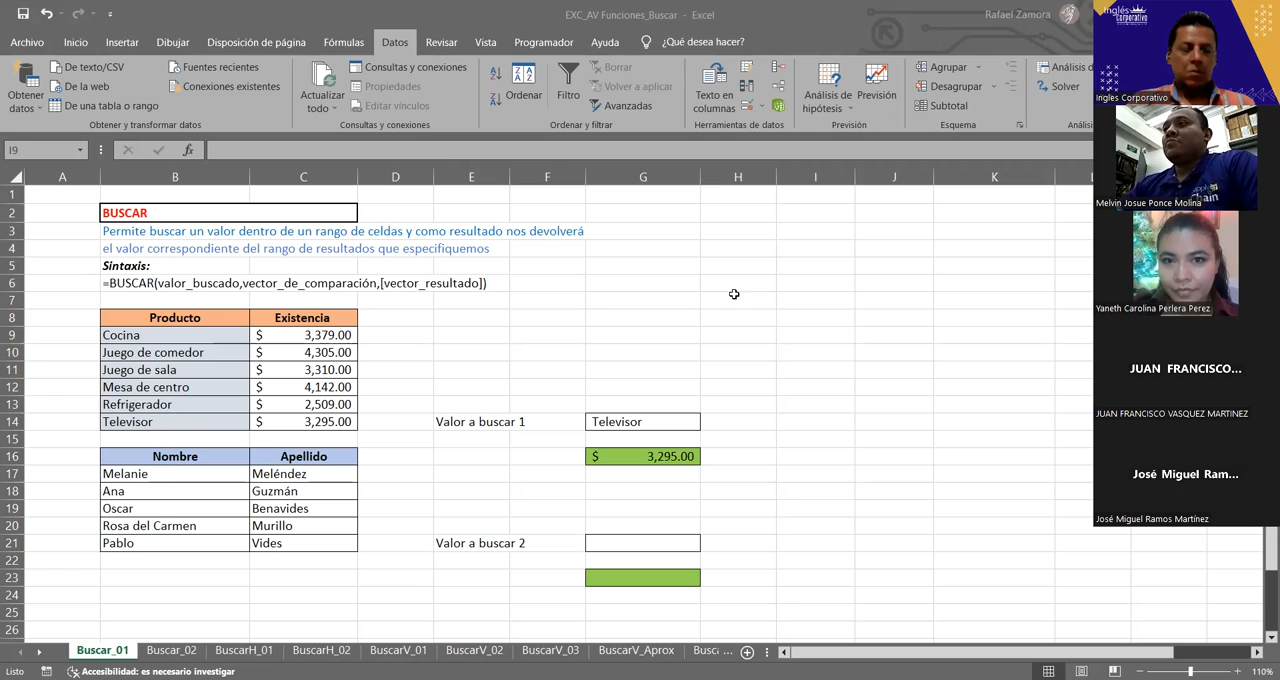 EXC_AV Funciones_Buscar - Excel
Rafael Zamora
Archivo Inicio Insertar Dibujar Disposición de página Fórmulas Datos Revisar Vista Programador Ayuda ¿Qué desea hacer?
Obtener datos
De texto/CSV
De la web
De una tabla o rango
Fuentes recientes
Conexiones existentes
Obtener y transformar datos
Actualizar todo
Consultas y conexiones
Propiedades
Editar vínculos
Consultas y conexiones
Ordenar
Filtro
Borrar
Volver a aplicar
Avanzadas
Ordenar y filtrar
Texto en columnas
Herramientas de datos
Análisis de hipótesis
Previsión
Previsión
Agrupar
Desagrupar
Subtotal
Esquema
Análisis d
Solver
Análisis
I9
fx
A B C D E F G H I J K L
1
2 BUSCAR
3 Permite buscar un valor dentro de un rango de celdas y como resultado nos devolverá
4 el valor correspondiente del rango de resultados que especifiquemos
5 Sintaxis:
6 =BUSCAR(valor_buscado,vector_de_comparación,[vector_resultado])
7
8 Producto Existencia
9 Cocina $ 3,379.00
10 Juego de comedor $ 4,305.00
11 Juego de sala $ 3,310.00
12 Mesa de centro $ 4,142.00
13 Refrigerador $ 2,509.00
14 Televisor $ 3,295.00 Valor a buscar 1 Televisor
15
16 Nombre Apellido $ 3,295.00
17 Melanie Meléndez
18 Ana Guzmán
19 Oscar Benavides
20 Rosa del Carmen Murillo
21 Pablo Vides Valor a buscar 2
22
23
24
25
26
Buscar_01 Buscar_02 BuscarH_01 BuscarH_02 BuscarV_01 BuscarV_02 BuscarV_03 BuscarV_Aprox Busca ...
Listo Accesibilidad: es necesario investigar 110%
Inglés
Corporativo
Ingles Corporativo
Chain
Melvin Josue Ponce Molina
Yaneth Carolina Perlera Perez
JUAN FRANCISCO...
JUAN FRANCISCO VASQUEZ MARTINEZ
José Miguel Ram...
José Miguel Ramos Martínez